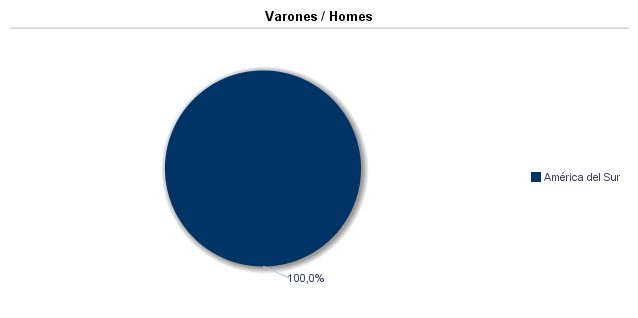 Varones / Homes
América del Sur
100,0%